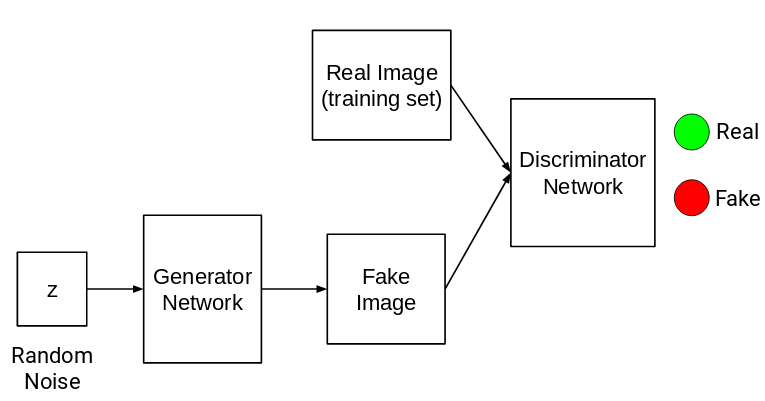 Real Image
(training set)
Discriminator
Network
Real
Fake
z
Random
Noise
Generator
Network
Fake
Image